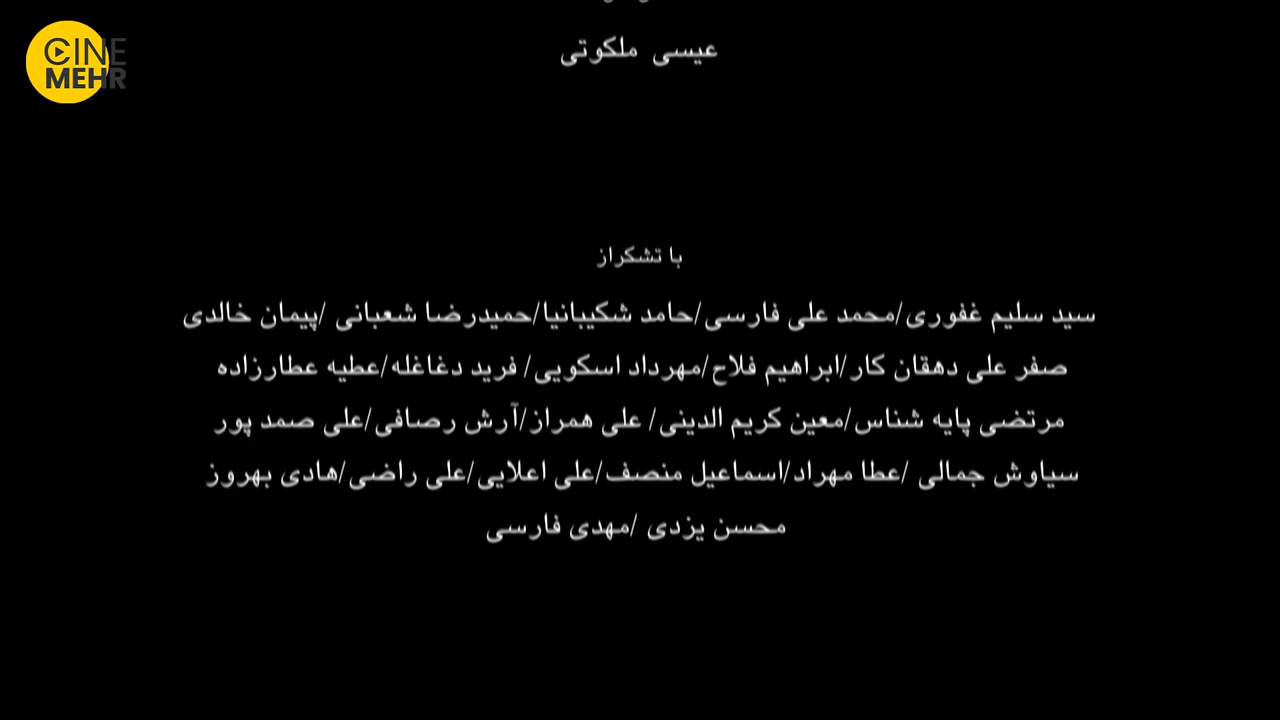 CINE
MEHR
عیسی ملکوتی
با تشکراز
سید سلیم غفوری/محمد علی فارسی/حامد شکیبانیا/حمیدرضا شعبانی /پیمان خالدی
صفر علی دهقان کار/ابراهیم فلاح/مهرداد اسکویی/ فرید دغاغله/عطیه عطارزاده
مرتضی پایه شناس/معین کریم الدینی/ علی همراز/آرش رصافی/علی صمد پور
سیاوش جمالی /عطا مهراد/اسماعیل منصف/علی اعلایی/علی راضی/هادی بهروز
محسن یزدی /مهدی فارسی